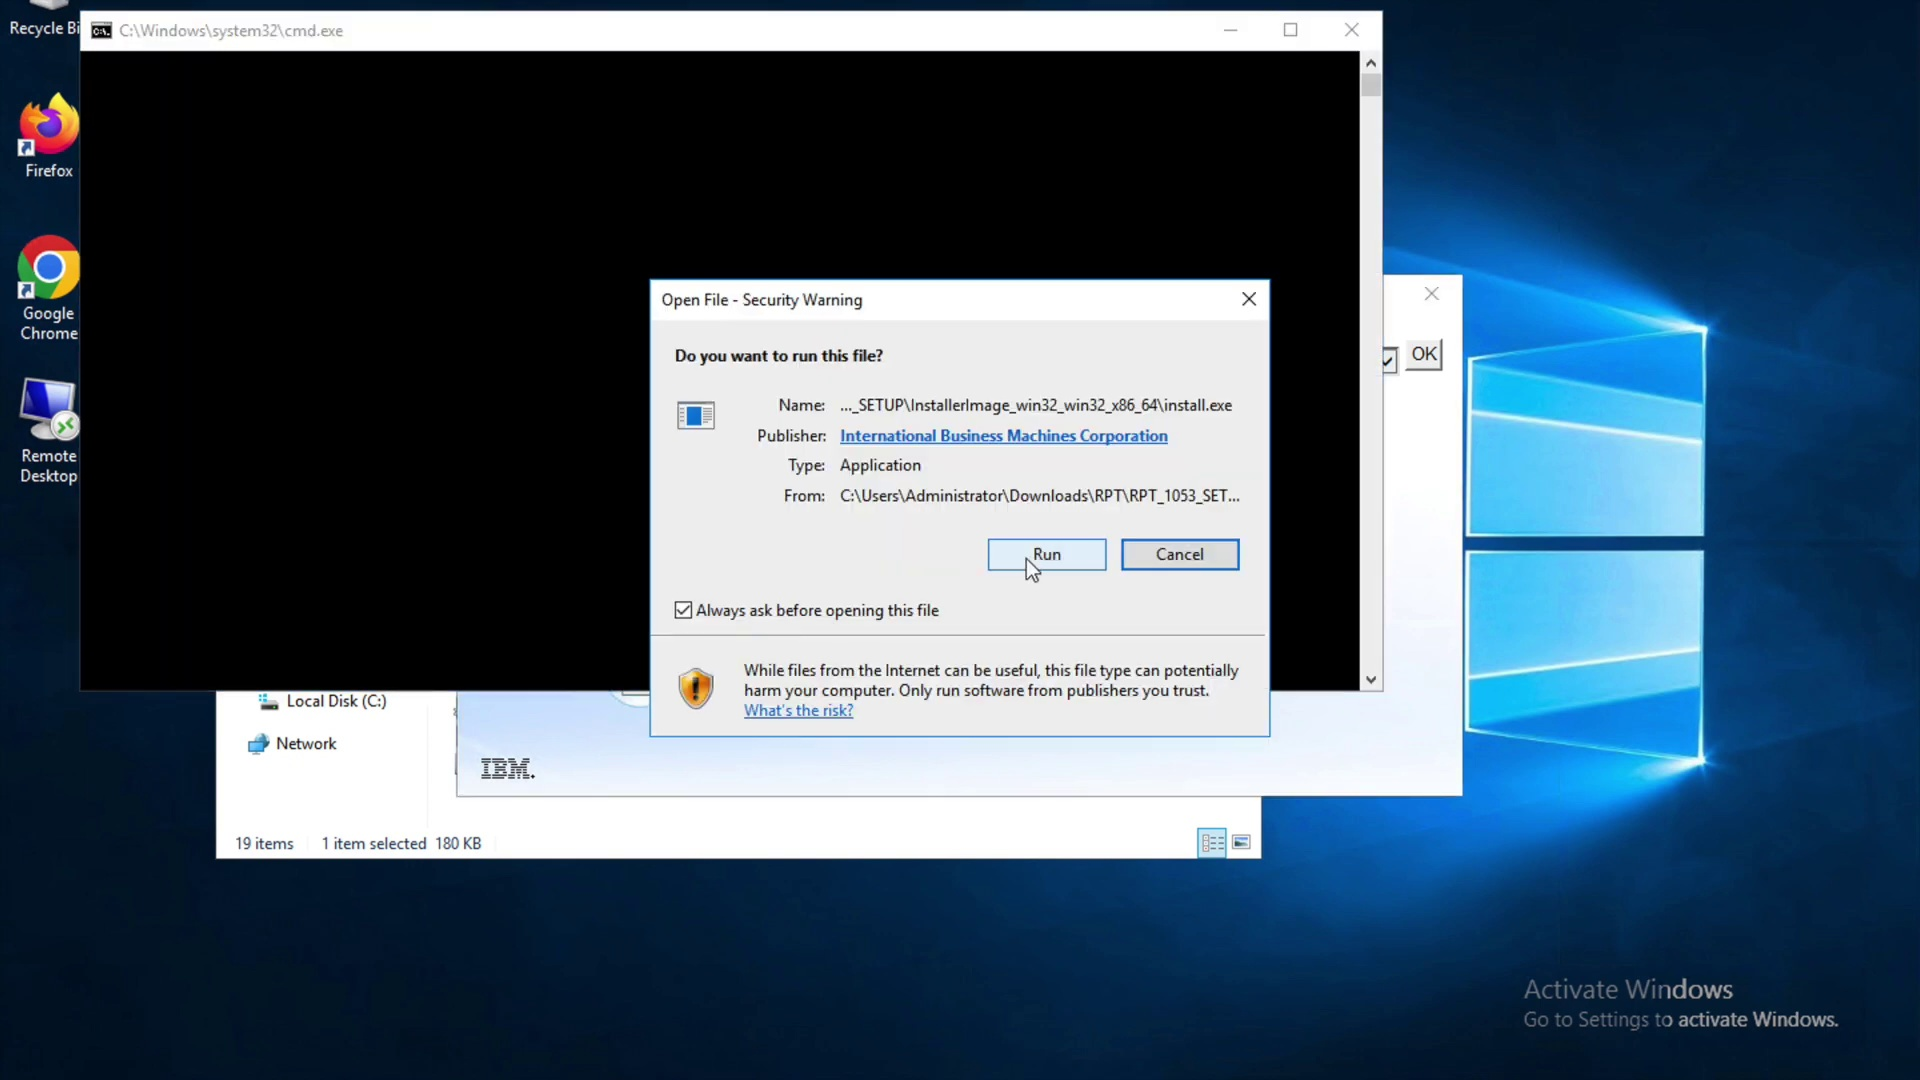 Recycle Bi
C:\Windows\system32\cmd.exe
Firefox
Google
Chrome
Remote
Desktop
Open File - Security Warning
Do you want to run this file?
Name: ..._SETUP\InstallerImage_win32_win32_x86_64\install.exe
Publisher: International Business Machines Corporation
Type: Application
From: C:\Users\Administrator\Downloads\RPT\RPT_1053_SET...
Run
Cancel
Always ask before opening this file
While files from the Internet can be useful, this file type can potentially
harm your computer. Only run software from publishers you trust.
What's the risk?
OK
Local Disk (C:)
Network
IBM.
19 items 1 item selected 180 KB
Activate Windows
Go to Settings to activate Windows.